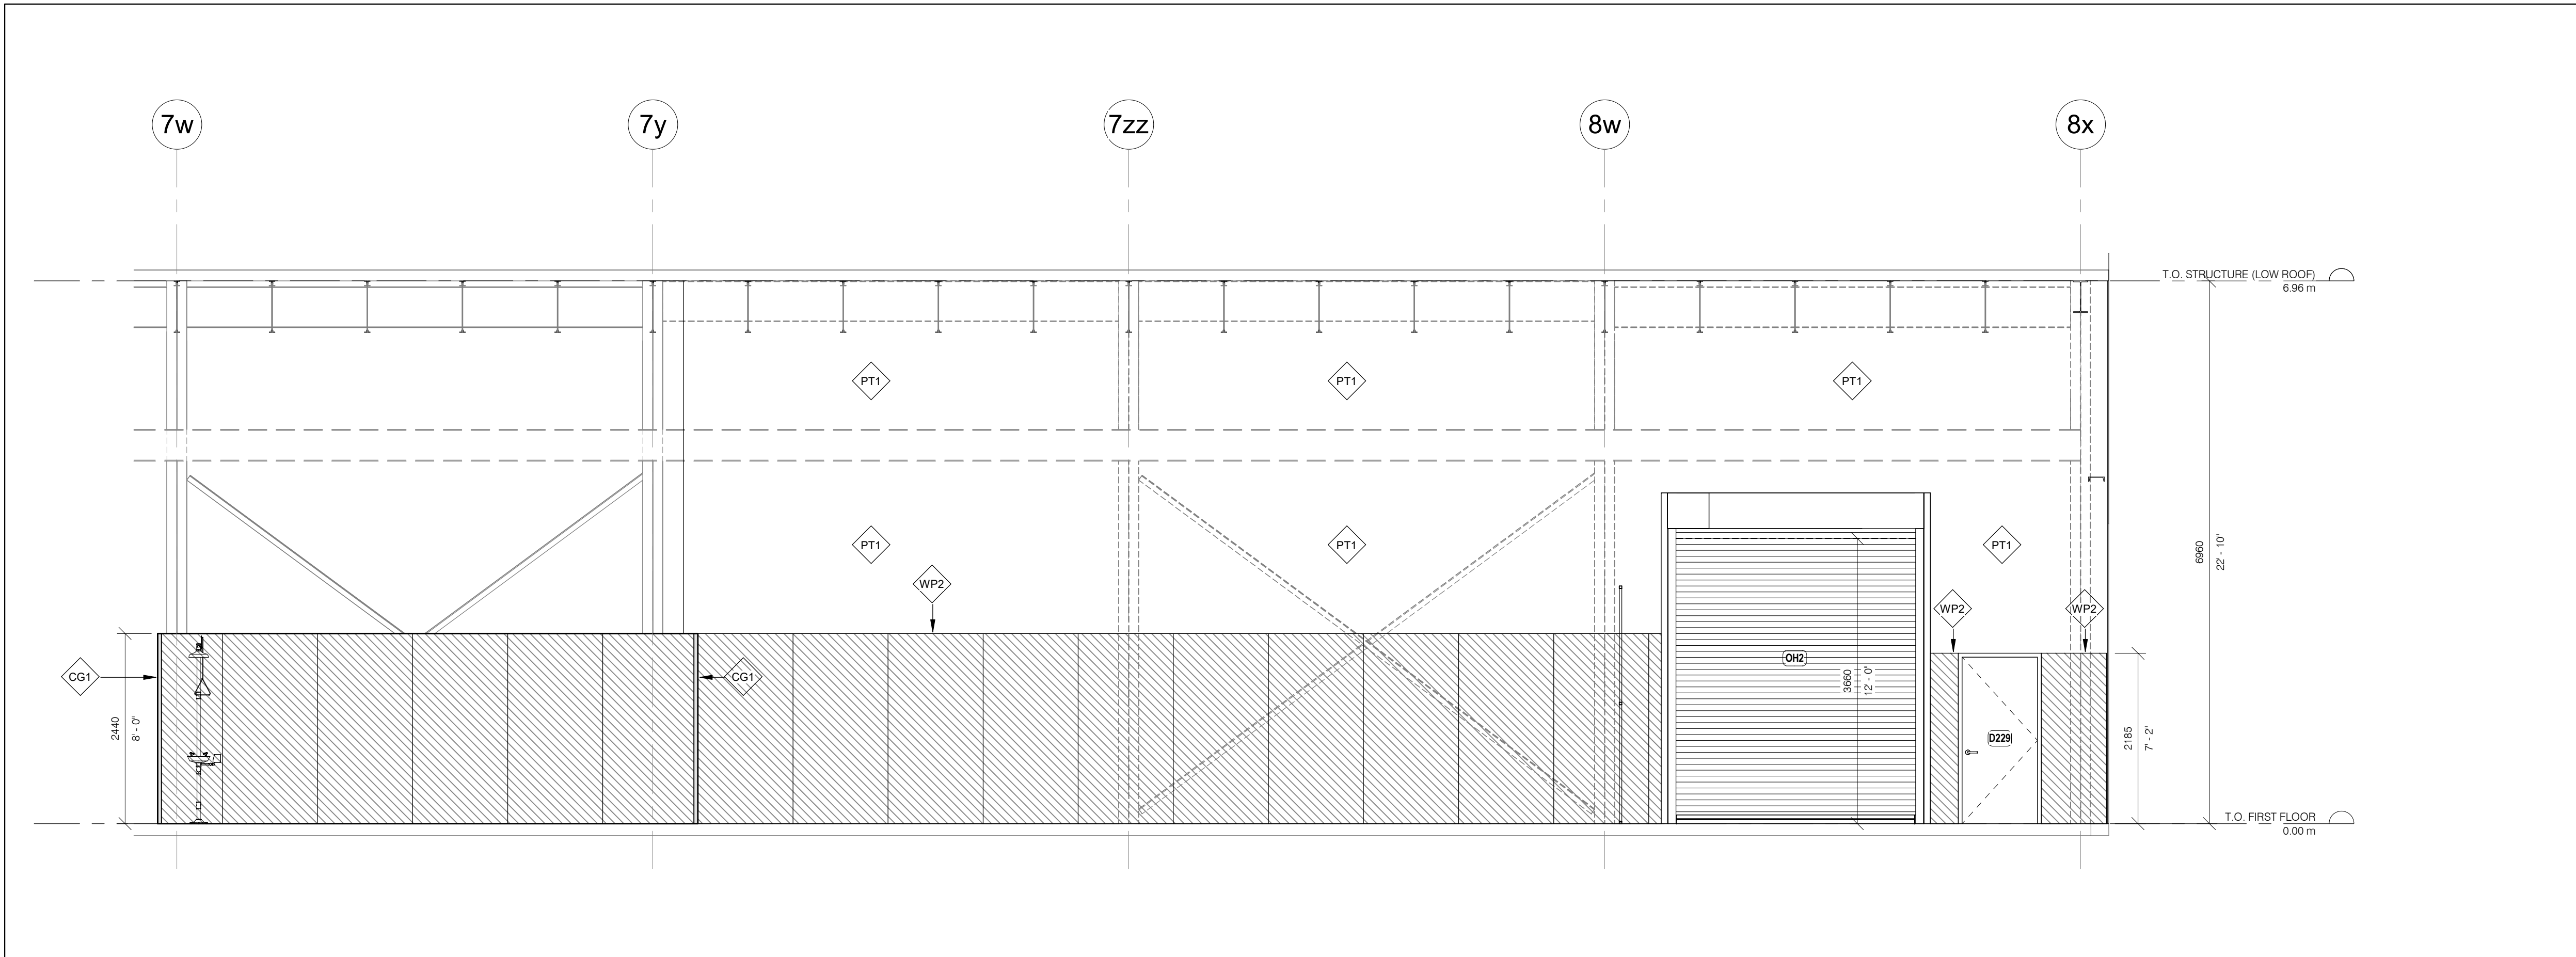 7w
7y
7zz
8w
8x
T.O. STRUCTURE (LOW ROOF)
6.96 m
PT1
PT1
PT1
PT1
PT1
PT1
WP2
WP2
WP2
CG1
CG1
OH2
D229
2440
8' - 0"
3660
12' - 0"
2185
7' - 2"
6960
22' - 10"
T.O. FIRST FLOOR
0.00 m